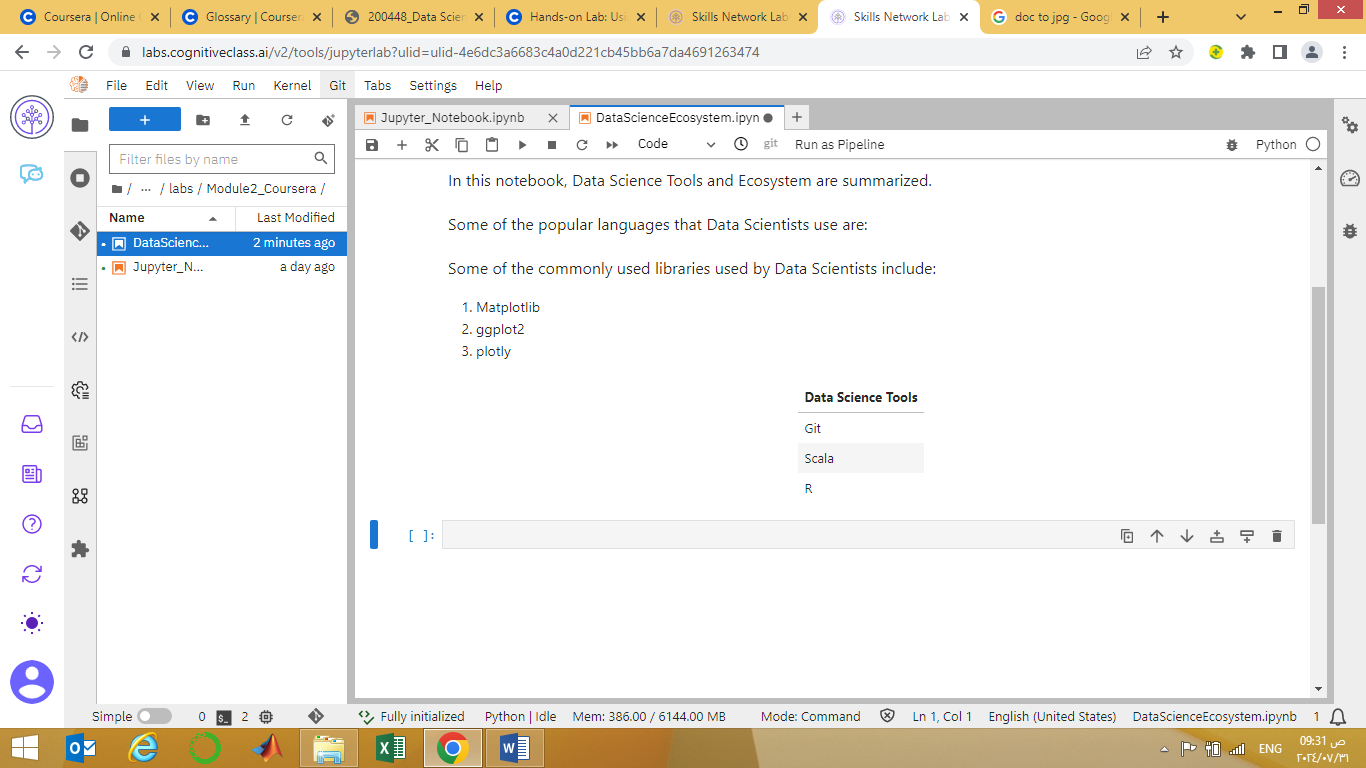 Coursera | Online C
Glossary | Coursera
200448_Data Scien
Hands-on Lab: Usi
Skills Network Lab
Skills Network Lab
doc to jpg - Googl
labs.cognitiveclass.ai/v2/tools/jupyterlab?ulid=ulid-4e6dc3a6683c4a0d221cb45bb6a7da4691263474
File Edit View Run Kernel Git Tabs Settings Help
Jupyter_Notebook.ipynb
DataScienceEcosystem.ipyn
Code
git
Run as Pipeline
Python
Filter files by name
/ ... / labs / Module2_Coursera /
Name Last Modified
DataScienc... 2 minutes ago
Jupyter_N... a day ago
In this notebook, Data Science Tools and Ecosystem are summarized.
Some of the popular languages that Data Scientists use are:
Some of the commonly used libraries used by Data Scientists include:
1. Matplotlib
2. ggplot2
3. plotly
Data Science Tools
Git
Scala
R
[ ]:
Simple 0 2 Fully initialized Python | Idle Mem: 386.00 / 6144.00 MB Mode: Command Ln 1, Col 1 English (United States) DataScienceEcosystem.ipynb 1
ENG
09:31 ص
٢٠٢٤/٠٧/٣١